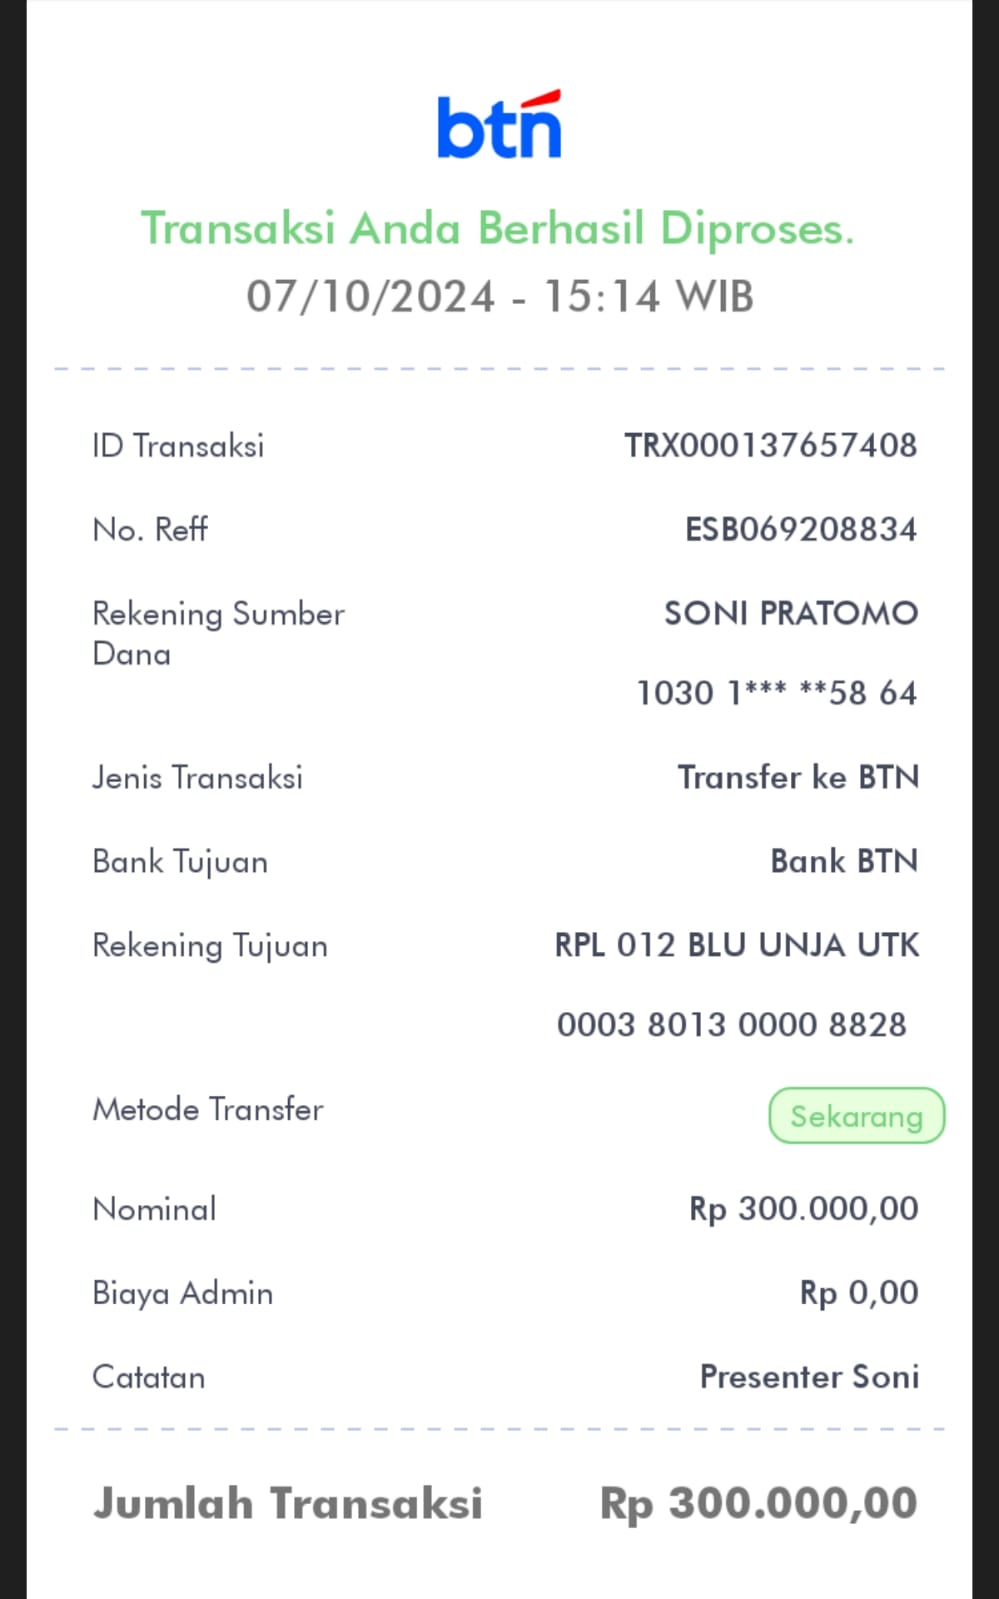 btn
Transaksi Anda Berhasil Diproses.
07/10/2024 - 15:14 WIB
ID Transaksi TRX000137657408
No. Reff ESB069208834
Rekening Sumber SONI PRATOMO
Dana
1030 1*** **58 64
Jenis Transaksi Transfer ke BTN
Bank Tujuan Bank BTN
Rekening Tujuan RPL 012 BLU UNJA UTK
0003 8013 0000 8828
Metode Transfer Sekarang
Nominal Rp 300.000,00
Biaya Admin Rp 0,00
Catatan Presenter Soni
Jumlah Transaksi Rp 300.000,00